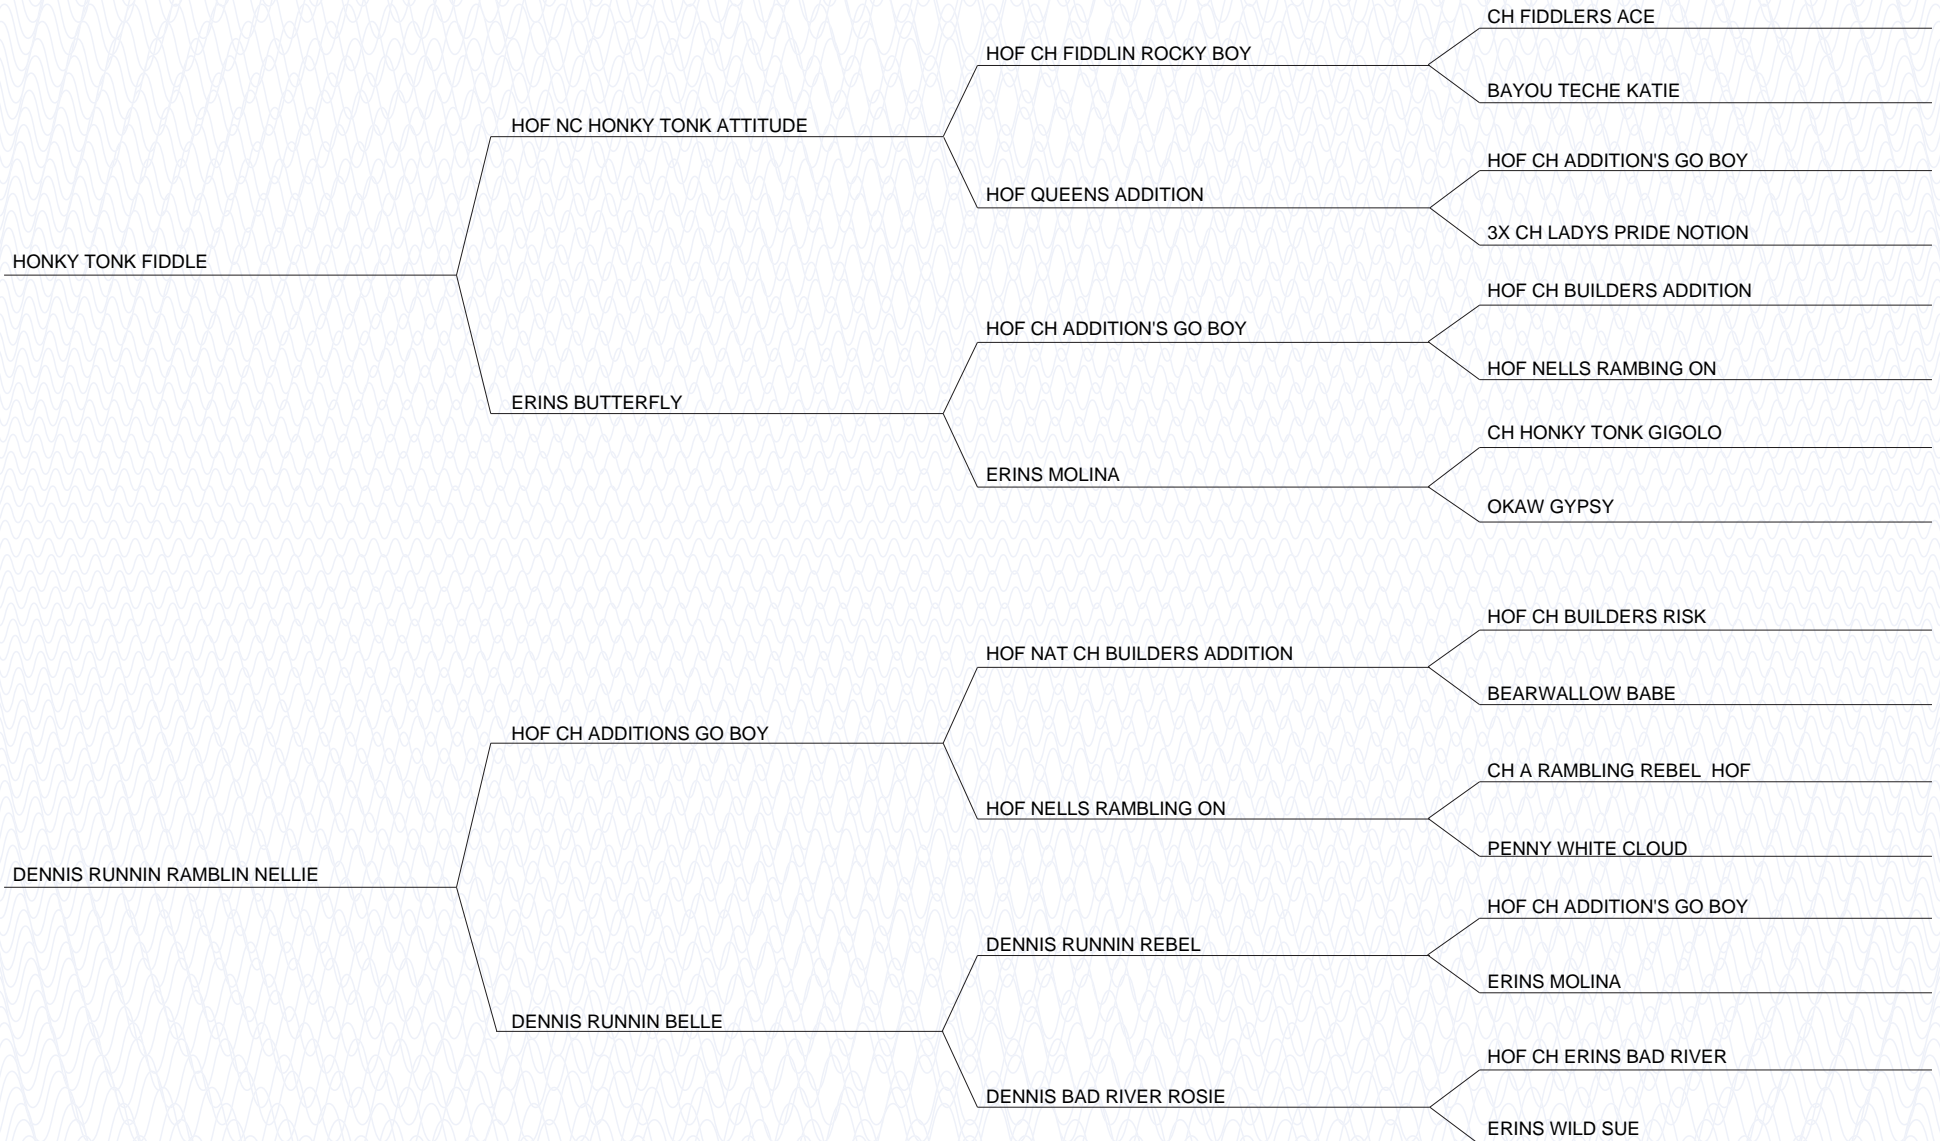 CH FIDDLERS ACE
HOF CH FIDDLIN ROCKY BOY
BAYOU TECHE KATIE
HOF NC HONKY TONK ATTITUDE
HOF CH ADDITION'S GO BOY
HOF QUEENS ADDITION
3X CH LADYS PRIDE NOTION
HONKY TONK FIDDLE
HOF CH BUILDERS ADDITION
HOF CH ADDITION'S GO BOY
HOF NELLS RAMBING ON
ERINS BUTTERFLY
CH HONKY TONK GIGOLO
ERINS MOLINA
OKAW GYPSY
HOF CH BUILDERS RISK
HOF NAT CH BUILDERS ADDITION
BEARWALLOW BABE
HOF CH ADDITIONS GO BOY
CH A RAMBLING REBEL  HOF
HOF NELLS RAMBLING ON
PENNY WHITE CLOUD
DENNIS RUNNIN RAMBLIN NELLIE
HOF CH ADDITION'S GO BOY
DENNIS RUNNIN REBEL
ERINS MOLINA
DENNIS RUNNIN BELLE
HOF CH ERINS BAD RIVER
DENNIS BAD RIVER ROSIE
ERINS WILD SUE